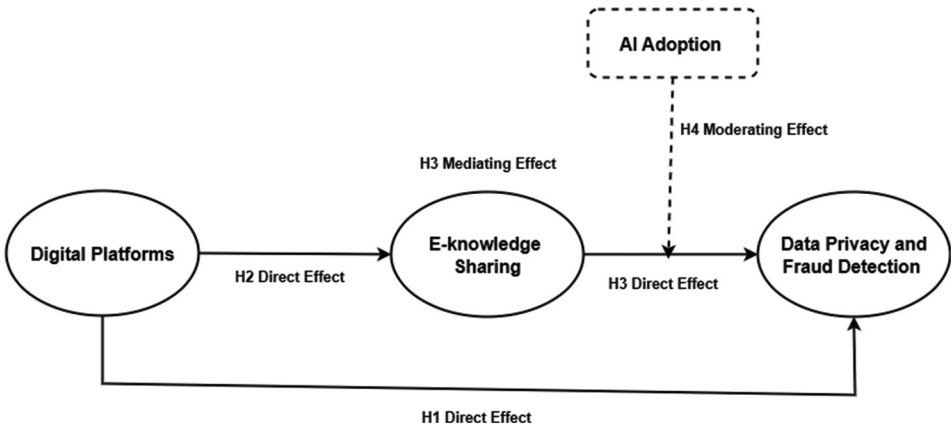 AI Adoption
H4 Moderating Effect
H3 Mediating Effect
Digital Platforms
H2 Direct Effect
E-knowledge
Sharing
H3 Direct Effect
Data Privacy and
Fraud Detection
H1 Direct Effect